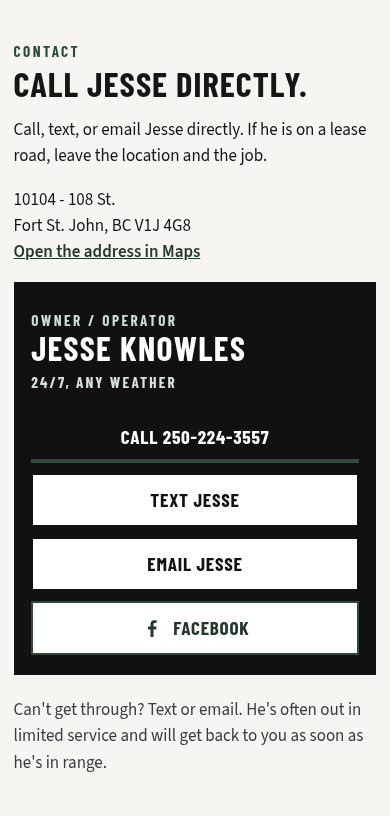 CONTACT
CALL JESSE DIRECTLY.
Call, text, or email Jesse directly. If he is on a lease
road, leave the location and the job.
10104 - 108 St.
Fort St. John, BC V1J 4G8
Open the address in Maps
OWNER / OPERATOR
JESSE KNOWLES
24/7, ANY WEATHER
CALL 250-224-3557
TEXT JESSE
EMAIL JESSE
FACEBOOK
Can't get through? Text or email. He's often out in
limited service and will get back to you as soon as
he's in range.